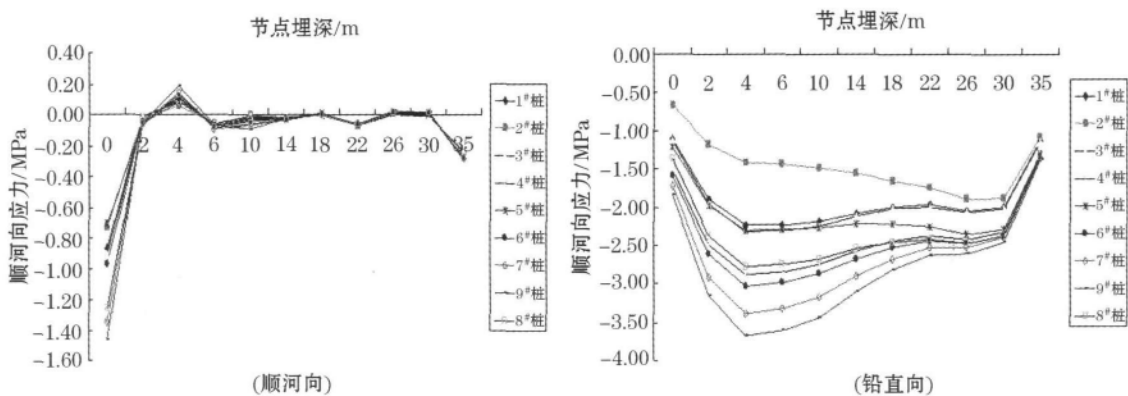 节点埋深/m
0.40
0.20
0.00
-0.20
-0.40
-0.60
-0.80
-1.00
-1.20
-1.40
-1.60
顺河向应力/MPa
0 2 4 6 10 14 18 22 26 30 35
1#桩
2#桩
3#桩
4#桩
5#桩
6#桩
7#桩
9#桩
8#桩
(顺河向)
节点埋深/m
0.00
-0.50
-1.00
-1.50
-2.00
-2.50
-3.00
-3.50
-4.00
顺河向应力/MPa
0 2 4 6 10 14 18 22 26 30 35
1#桩
2#桩
3#桩
4#桩
5#桩
6#桩
7#桩
9#桩
8#桩
(铅直向)